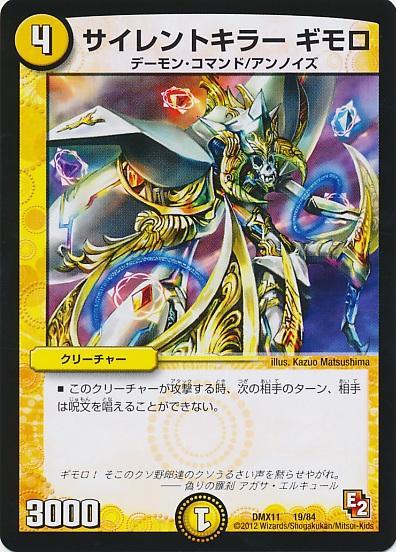 4
サイレントキラー ギモロ
デーモン・コマンド/アンノイズ
クリーチャー
Illus. Kazuo Matsushima
■ このクリーチャーが攻撃する時、次の相手のターン、相手
は呪文を唱えることができない。
ギモロ! そこのクソ野郎達のクソうるさい声を黙らせやがれ。
―― 偽りの羅刹 アガサ・エルキュール
3000
1
DMX11 19/84
©2012 Wizards/Shogakukan/Mitsui-Kids
E2